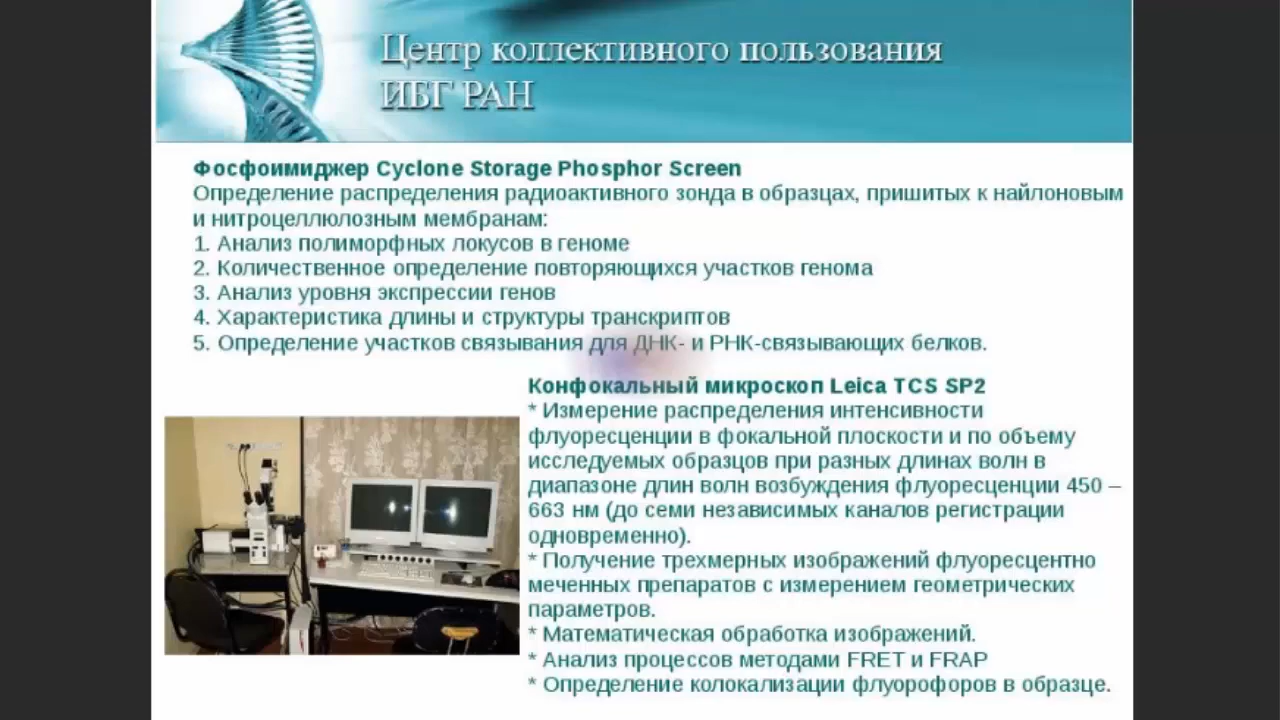 Центр коллективного пользования
ИБГ РАН
Фосфоимиджер Cyclone Storage Phosphor Screen
Определение распределения радиоактивного зонда в образцах, пришитых к найлоновым
и нитроцеллюлозным мембранам:
1. Анализ полиморфных локусов в геноме
2. Количественное определение повторяющихся участков генома
3. Анализ уровня экспрессии генов
4. Характеристика длины и структуры транскриптов
5. Определение участков связывания для ДНК- и РНК-связывающих белков.
Конфокальный микроскоп Leica TCS SP2
* Измерение распределения интенсивности
флуоресценции в фокальной плоскости и по объему
исследуемых образцов при разных длинах волн в
диапазоне длин волн возбуждения флуоресценции 450 –
663 нм (до семи независимых каналов регистрации
одновременно).
* Получение трехмерных изображений флуоресцентно
меченных препаратов с измерением геометрических
параметров.
* Математическая обработка изображений.
* Анализ процессов методами FRET и FRAP
* Определение колокализации флуорофоров в образце.